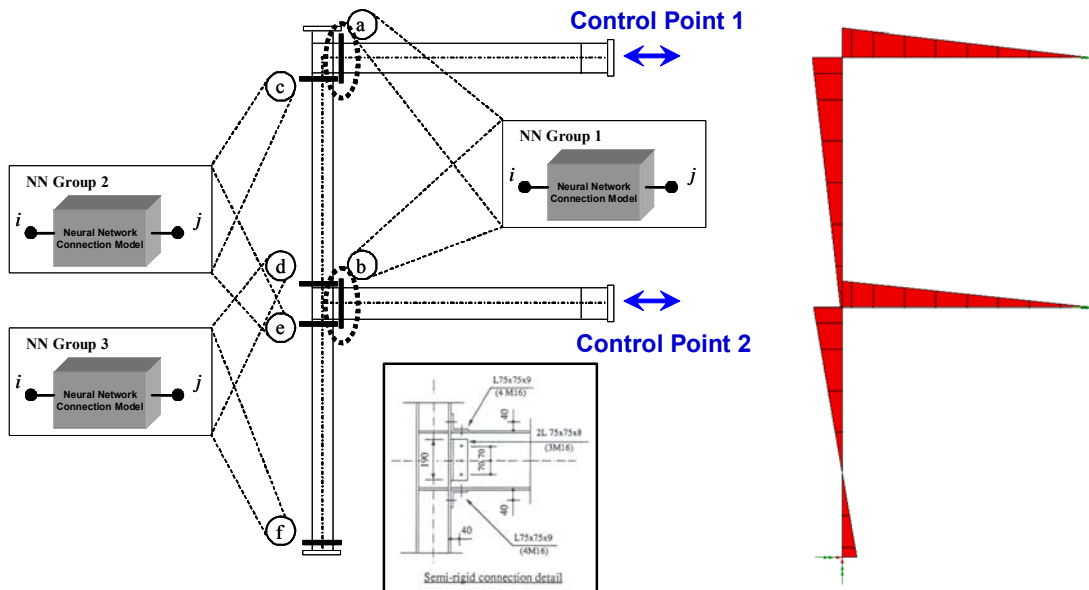 Control Point 1
a
c
NN Group 1
i
j
Neural Network
Connection Model
NN Group 2
i
j
Neural Network
Connection Model
d
b
e
Control Point 2
NN Group 3
i
j
Neural Network
Connection Model
f
L75x75x9
(4 M16)
40
2L 75x75x8
(3M16)
190
70 70
40
40
L75x75x9
(4M16)
Semi-rigid connection detail